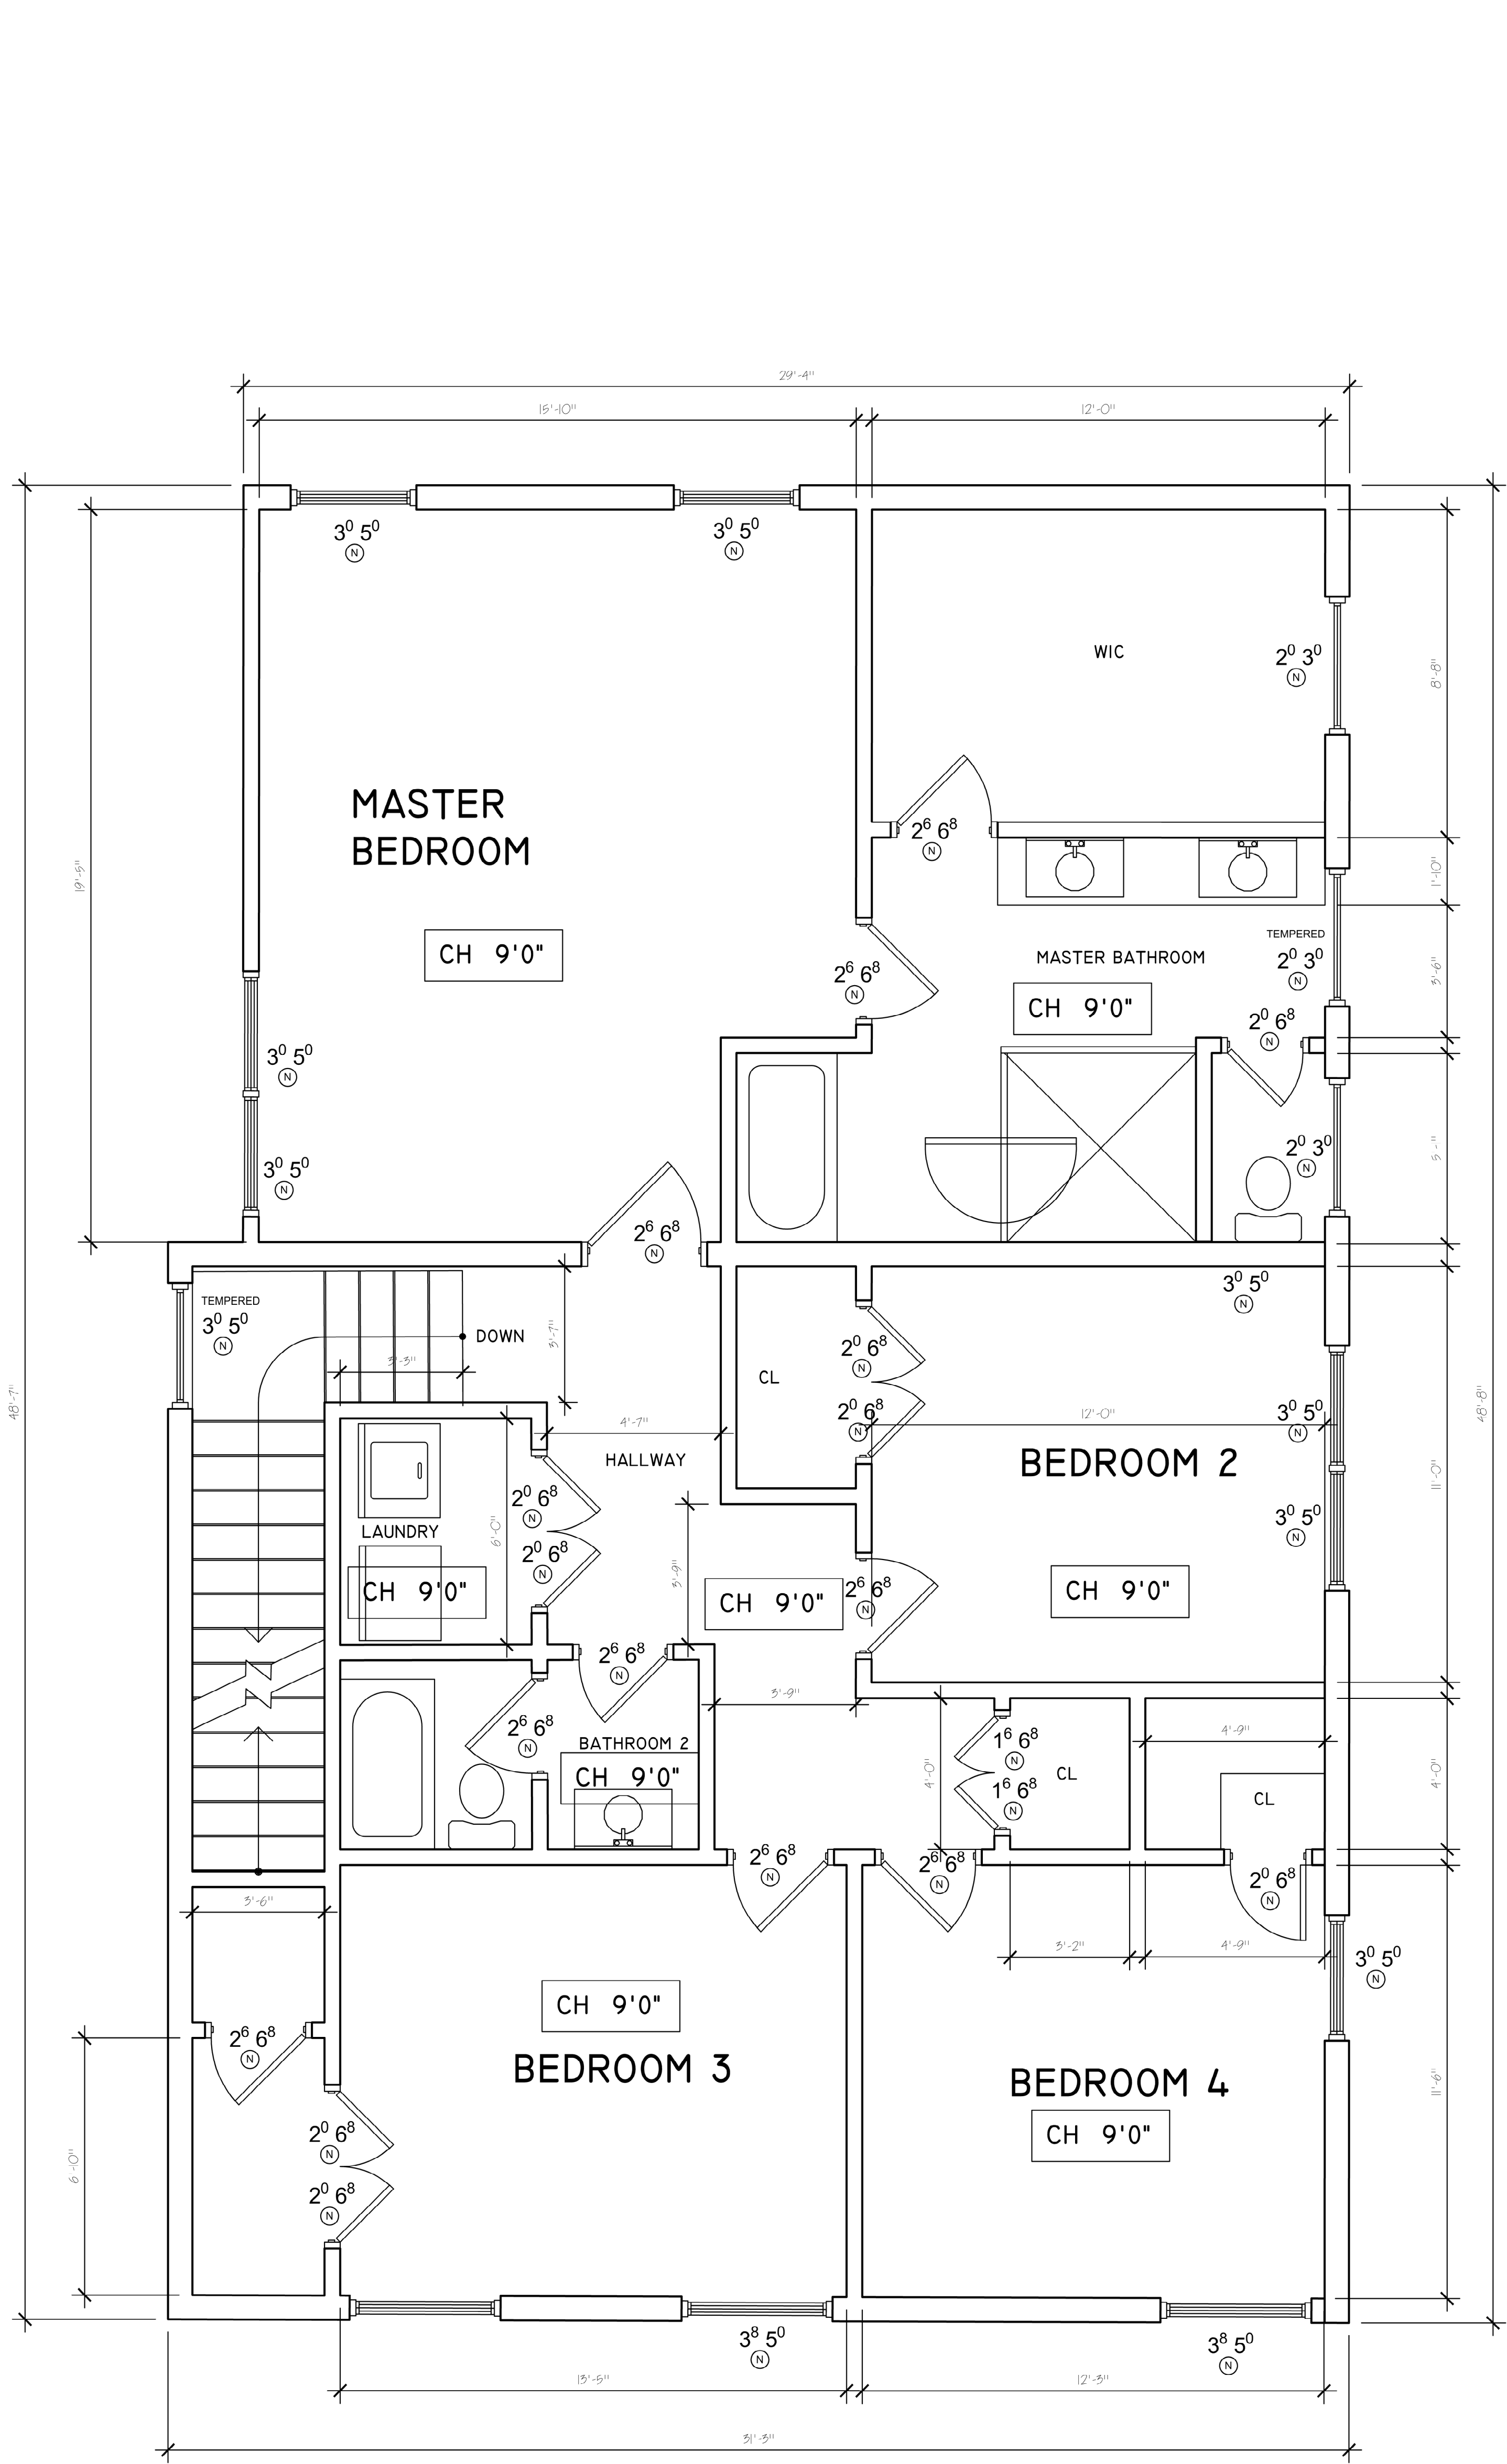 29'-4"
15'-10"
12'-0"
3⁰ 5⁰
N
3⁰ 5⁰
N
WIC
2⁰ 3⁰
N
8'-8"
MASTER
BEDROOM
2⁶ 6⁸
N
19'-5"
1'-10"
CH 9'0"
TEMPERED
MASTER BATHROOM
2⁰ 3⁰
N
3'-6"
2⁶ 6⁸
N
CH 9'0"
2⁰ 6⁸
N
3⁰ 5⁰
N
2⁰ 3⁰
N
3⁰ 5⁰
N
2⁶ 6⁸
N
3⁰ 5⁰
N
TEMPERED
3⁰ 5⁰
N
DOWN
3'-7"
3'-3"
2⁰ 6⁸
N
CL
48'-7"
48'-8"
2⁰ 6⁸
N
12'-0"
3⁰ 5⁰
N
4'-7"
HALLWAY
BEDROOM 2
11'-0"
2⁰ 6⁸
N
3⁰ 5⁰
N
LAUNDRY
6'-0"
2⁰ 6⁸
N
3'-9"
CH 9'0"
CH 9'0"
2⁶ 6⁸
N
CH 9'0"
2⁶ 6⁸
N
3'-9"
2⁶ 6⁸
N
BATHROOM 2
CH 9'0"
1⁶ 6⁸
N
4'-9"
4'-0"
CL
4'-0"
1⁶ 6⁸
N
CL
2⁶ 6⁸
N
2⁶ 6⁸
N
2⁰ 6⁸
N
3'-6"
3'-2"
4'-9"
3⁰ 5⁰
N
CH 9'0"
2⁶ 6⁸
N
BEDROOM 3
BEDROOM 4
11'-6"
2⁰ 6⁸
N
CH 9'0"
6'-10"
2⁰ 6⁸
N
3⁸ 5⁰
N
3⁸ 5⁰
N
13'-5"
12'-3"
31'-3"